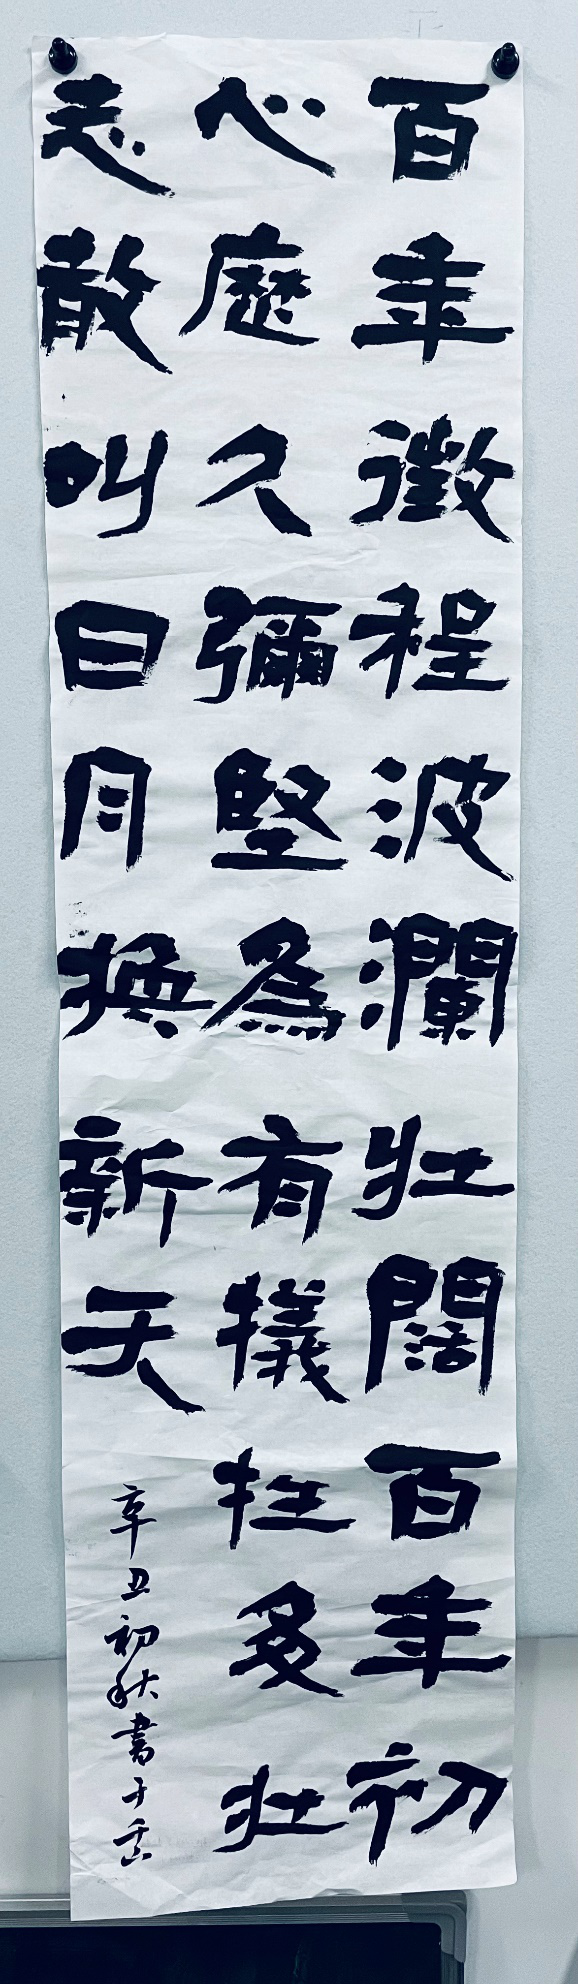 百年徵程波瀾壯闊百年初
心歷久彌堅為有犧牲多壯
志敢叫日月換新天
辛丑初秋書于